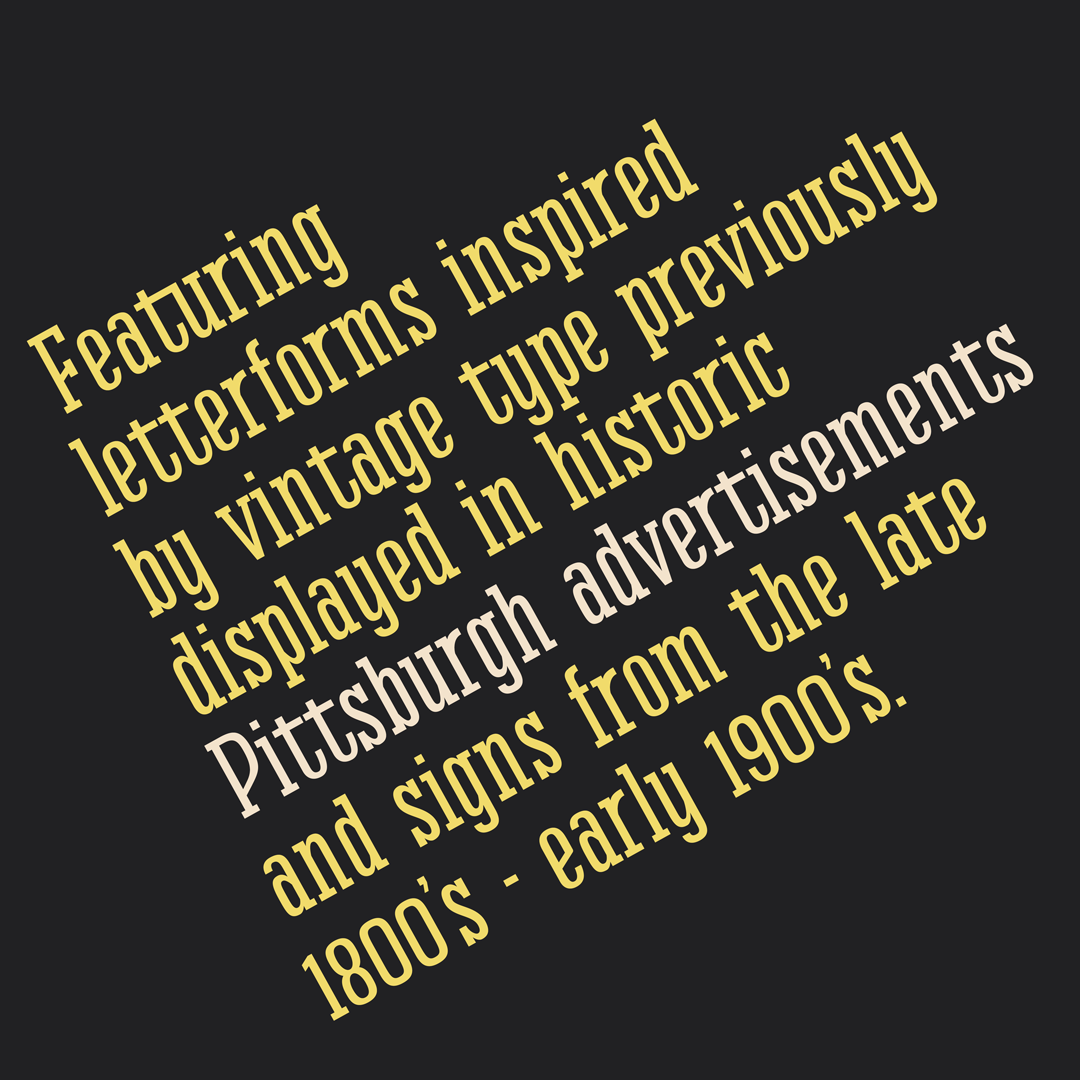 Featuring
letterforms inspired
by vintage type previously
displayed in historic
Pittsburgh advertisements
and signs from the late
1800's - early 1900's.